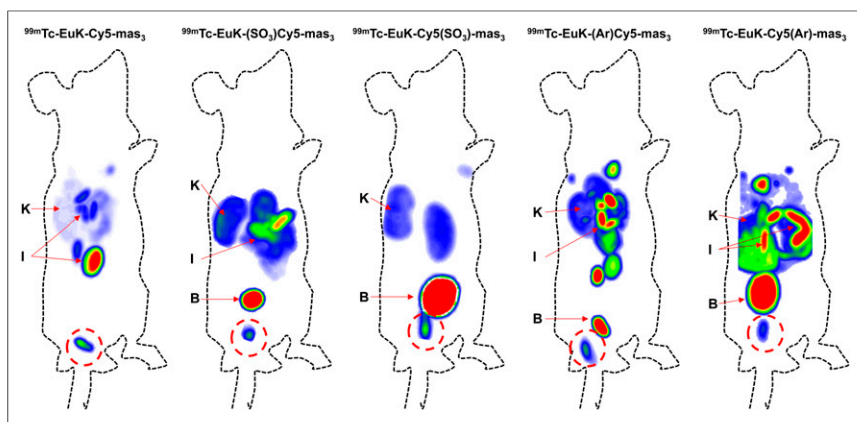 ⁹⁹ᵐTc-EuK-Cy5-mas₃
⁹⁹ᵐTc-EuK-(SO₃)Cy5-mas₃
⁹⁹ᵐTc-EuK-Cy5(SO₃)-mas₃
⁹⁹ᵐTc-EuK-(Ar)Cy5-mas₃
⁹⁹ᵐTc-EuK-Cy5(Ar)-mas₃
K
I
K
I
B
K
B
K
I
B
K
I
B